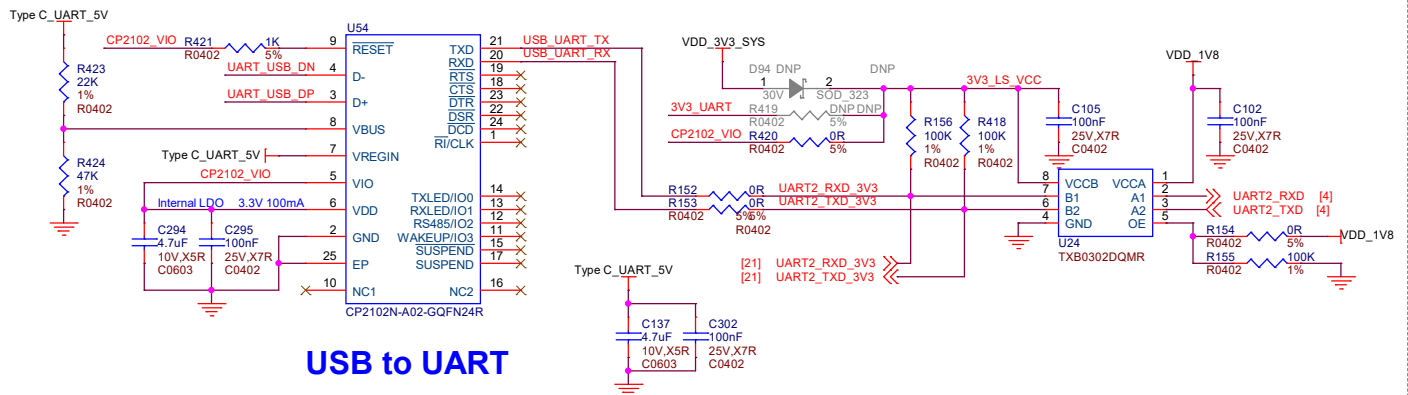 Type C_UART_5V
CP2102_VIO R421 1K
R0402 5%
R423
22K
1%
R0402
R424
47K
1%
R0402
UART_USB_DN
UART_USB_DP
Type C_UART_5V
CP2102_VIO
Internal LDO 3.3V 100mA
C294
4.7uF
10V,X5R
C0603
C295
100nF
25V,X7R
C0402
U54
9 RESET
4 D-
3 D+
8 VBUS
7 VREGIN
5 VIO
6 VDD
2 GND
25 EP
10 NC1
TXD 21 USB_UART_TX
RXD 20 USB_UART_RX
RTS 19
CTS 18
DTR 23
DSR 22
DCD 24
RI/CLK 1
TXLED/IO0 14
RXLED/IO1 13
RS485/IO2 12
WAKEUP/IO3 11
SUSPEND 15
SUSPEND 17
NC2 16
CP2102N-A02-GQFN24R
USB to UART
VDD_3V3_SYS
D94 DNP DNP
1 2
30V SOD_323
3V3_UART R419 DNP DNP
R0402 5%
CP2102_VIO R420 0R
R0402 5%
3V3_LS_VCC
R156
100K
1%
R0402
R418
100K
1%
R0402
C105
100nF
25V,X7R
C0402
VDD_1V8
C102
100nF
25V,X7R
C0402
R152 0R UART2_RXD_3V3
R153 0R UART2_TXD_3V3
R0402 5%
5%
R0402
[21] UART2_RXD_3V3
[21] UART2_TXD_3V3
8 VCCB VCCA 1
7 B1 A1 2
6 B2 A2 3
4 GND OE 5
U24
TXB0302DQMR
UART2_RXD [4]
UART2_TXD [4]
R154 0R VDD_1V8
R0402 5%
R155 100K
R0402 1%
Type C_UART_5V
C137
4.7uF
10V,X5R
C0603
C302
100nF
25V,X7R
C0402